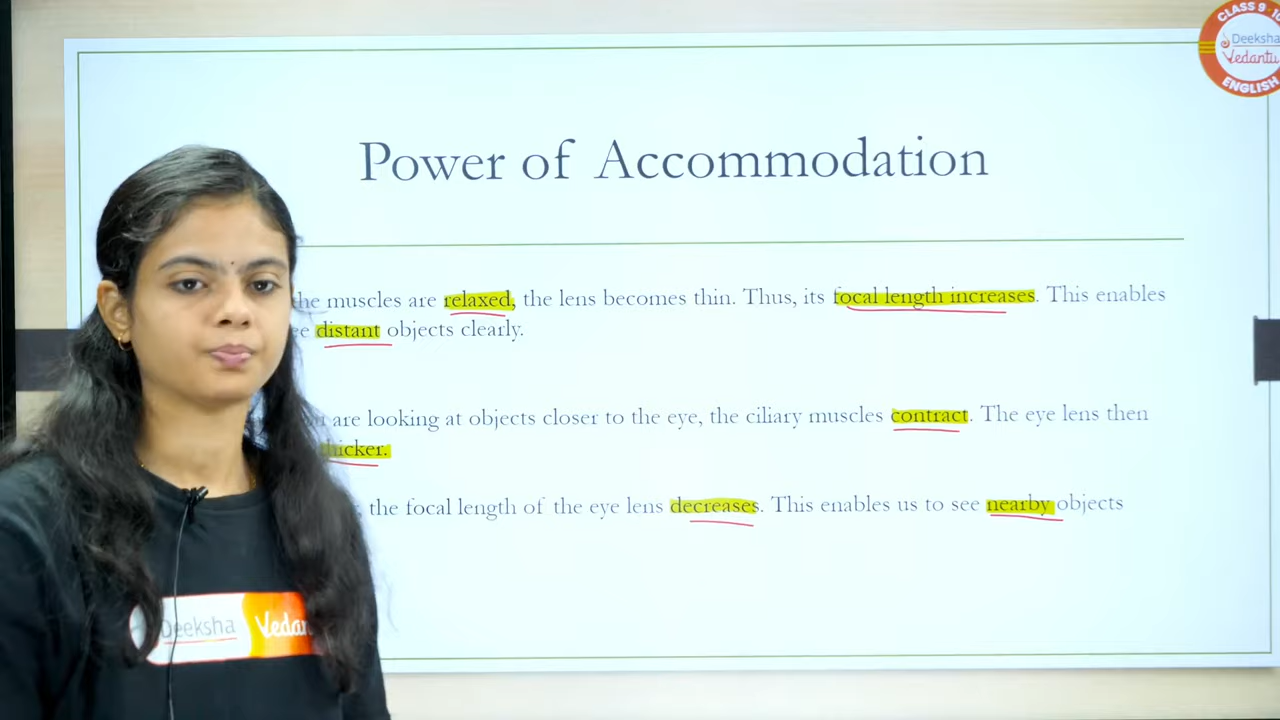 CLASS 9-10
Deeksha
Vedantu
ENGLISH
Power of Accommodation
the muscles are relaxed, the lens becomes thin. Thus, its focal length increases. This enables
distant objects clearly.
are looking at objects closer to the eye, the ciliary muscles contract. The eye lens then
the focal length of the eye lens decreases. This enables us to see nearby objects
Deeksha